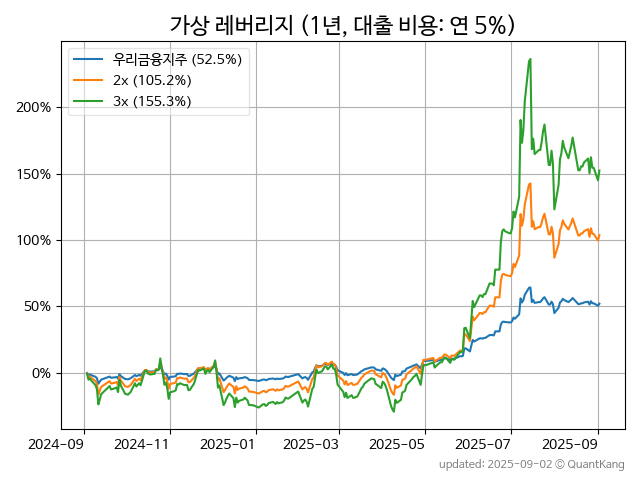 가상 레버리지 (1년, 대출 비용: 연 5%)
우리금융지주 (52.5%)
2x (105.2%)
3x (155.3%)
200%
150%
100%
50%
0%
2024-09 2024-11 2025-01 2025-03 2025-05 2025-07 2025-09
updated: 2025-09-02 © QuantKang